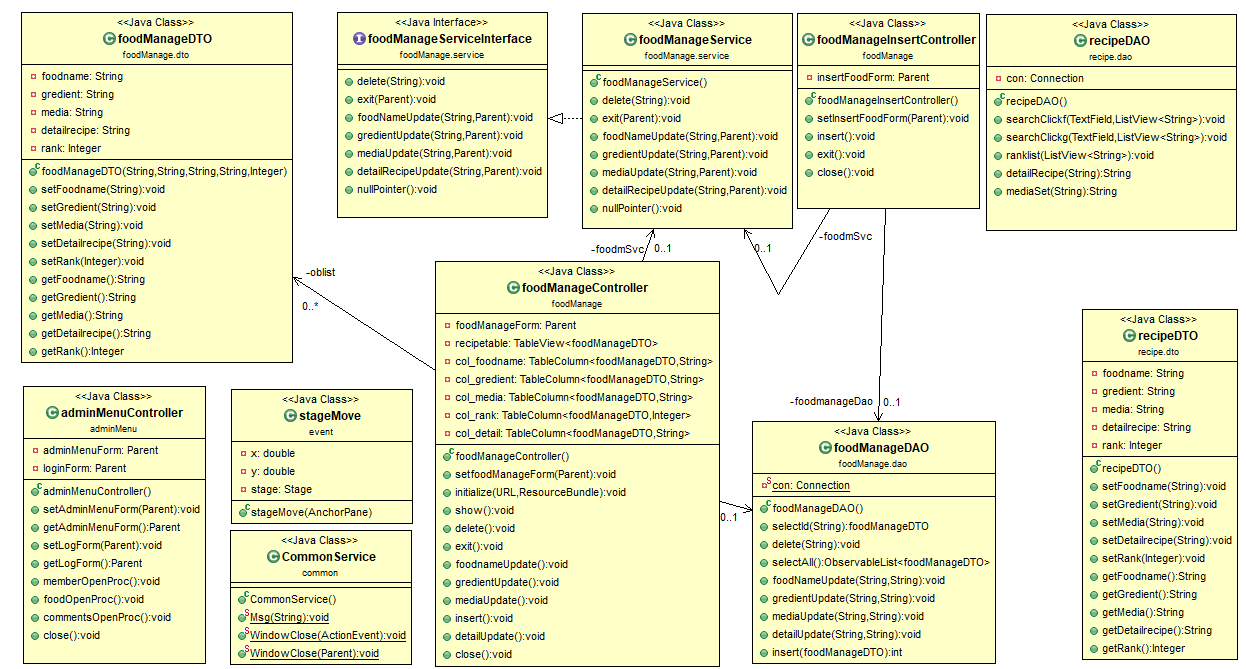 <<Java Class>>
foodManageDTO
foodManage.dto
foodname: String
gredient: String
media: String
detailrecipe: String
rank: Integer
foodManageDTO(String,String,String,String,Integer)
setFoodname(String):void
setGredient(String):void
setMedia(String):void
setDetailrecipe(String):void
setRank(Integer):void
getFoodname():String
getGredient():String
getMedia():String
getDetailrecipe():String
getRank():Integer
<<Java Interface>>
foodManageServiceInterface
foodManage.service
delete(String):void
exit(Parent):void
foodNameUpdate(String,Parent):void
gredientUpdate(String,Parent):void
mediaUpdate(String,Parent):void
detailRecipeUpdate(String,Parent):void
nullPointer():void
<<Java Class>>
foodManageService
foodManage.service
foodManageService()
delete(String):void
exit(Parent):void
foodNameUpdate(String,Parent):void
gredientUpdate(String,Parent):void
mediaUpdate(String,Parent):void
detailRecipeUpdate(String,Parent):void
nullPointer():void
<<Java Class>>
foodManageInsertController
foodManage
insertFoodForm: Parent
foodManageInsertController()
setInsertFoodForm(Parent):void
insert():void
exit():void
close():void
<<Java Class>>
recipeDAO
recipe.dao
con: Connection
recipeDAO()
searchClickf(TextField,ListView<String>):void
searchClickg(TextField,ListView<String>):void
ranklist(ListView<String>):void
detailRecipe(String):String
mediaSet(String):String
-foodmSvc
0..1
0..1
-foodmSvc
-oblist
0..*
<<Java Class>>
foodManageController
foodManage
foodManageForm: Parent
recipetable: TableView<foodManageDTO>
col_foodname: TableColumn<foodManageDTO,String>
col_gredient: TableColumn<foodManageDTO,String>
col_media: TableColumn<foodManageDTO,String>
col_rank: TableColumn<foodManageDTO,Integer>
col_detail: TableColumn<foodManageDTO,String>
foodManageController()
setfoodManageForm(Parent):void
initialize(URL,ResourceBundle):void
show():void
delete():void
exit():void
foodnameUpdate():void
gredientUpdate():void
mediaUpdate():void
insert():void
detailUpdate():void
close():void
<<Java Class>>
recipeDTO
recipe.dto
foodname: String
gredient: String
media: String
detailrecipe: String
rank: Integer
recipeDTO()
setFoodname(String):void
setGredient(String):void
setMedia(String):void
setDetailrecipe(String):void
setRank(Integer):void
getFoodname():String
getGredient():String
getMedia():String
getDetailrecipe():String
getRank():Integer
<<Java Class>>
adminMenuController
adminMenu
adminMenuForm: Parent
loginForm: Parent
adminMenuController()
setAdminMenuForm(Parent):void
getAdminMenuForm():Parent
setLogForm(Parent):void
getLogForm():Parent
memberOpenProc():void
foodOpenProc():void
commentsOpenProc():void
close():void
<<Java Class>>
stageMove
event
x: double
y: double
stage: Stage
stageMove(AnchorPane)
<<Java Class>>
CommonService
common
CommonService()
Msg(String):void
WindowClose(ActionEvent):void
WindowClose(Parent):void
-foodmanageDao
0..1
0..1
<<Java Class>>
foodManageDAO
foodManage.dao
con: Connection
foodManageDAO()
selectId(String):foodManageDTO
delete(String):void
selectAll():ObservableList<foodManageDTO>
foodNameUpdate(String,String):void
gredientUpdate(String,String):void
mediaUpdate(String,String):void
detailUpdate(String,String):void
insert(foodManageDTO):int